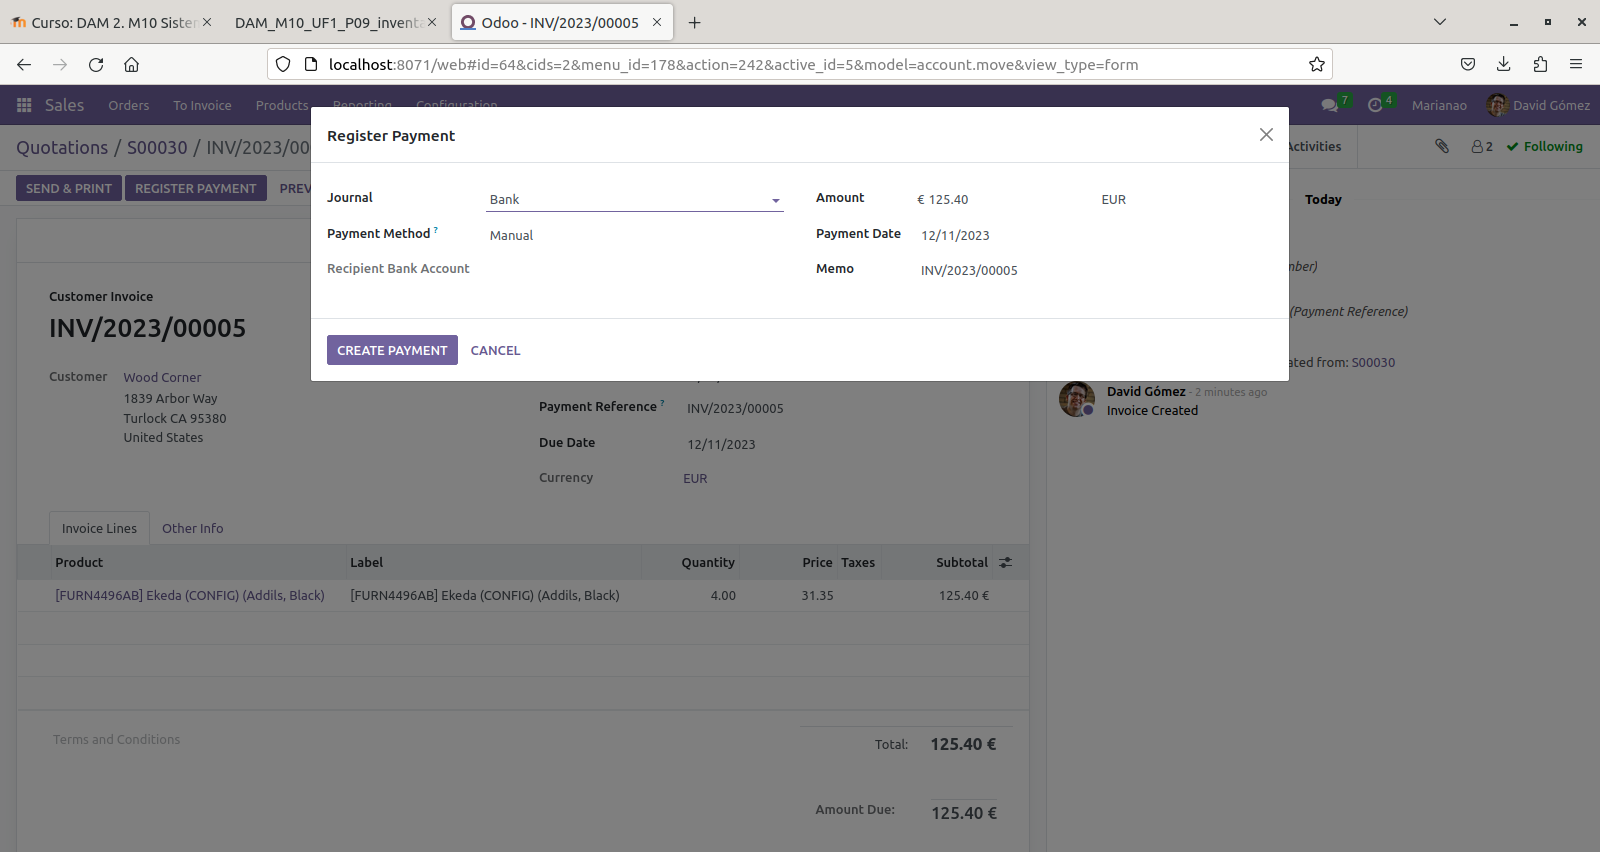 Curso: DAM 2. M10 Sister
DAM_M10_UF1_P09_inventa
Odoo - INV/2023/00005
localhost:8071/web#id=64&cids=2&menu_id=178&action=242&active_id=5&model=account.move&view_type=form
Sales Orders To Invoice Products Reporting Configuration 7 4 Marianao David Gómez
Quotations / S00030 / INV/2023/00
Activities 2 Following
SEND & PRINT REGISTER PAYMENT PREV
Register Payment
Journal Bank Amount € 125.40 EUR
Payment Method ? Manual Payment Date 12/11/2023
Recipient Bank Account Memo INV/2023/00005
CREATE PAYMENT CANCEL
Today
mber)
(Payment Reference)
ated from: S00030
David Gómez - 2 minutes ago
Invoice Created
Customer Invoice
INV/2023/00005
Customer Wood Corner
1839 Arbor Way
Turlock CA 95380
United States
Payment Reference ? INV/2023/00005
Due Date 12/11/2023
Currency EUR
Invoice Lines Other Info
Product Label Quantity Price Taxes Subtotal
[FURN4496AB] Ekeda (CONFIG) (Addils, Black) [FURN4496AB] Ekeda (CONFIG) (Addils, Black) 4.00 31.35 125.40 €
Terms and Conditions
Total: 125.40 €
Amount Due: 125.40 €